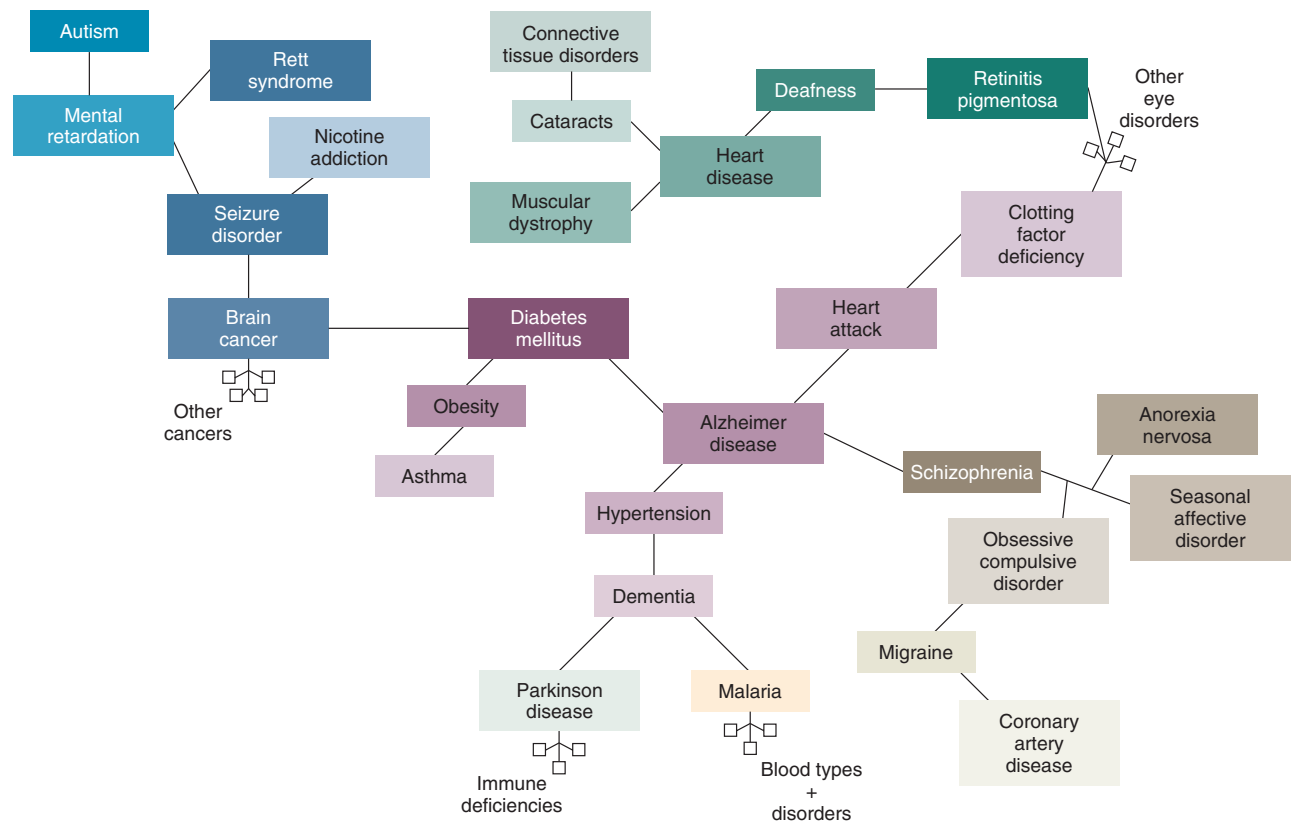 Autism
Rett
syndrome
Mental
retardation
Nicotine
addiction
Seizure
disorder
Brain
cancer
Other
cancers
Connective
tissue disorders
Cataracts
Muscular
dystrophy
Heart
disease
Deafness
Retinitis
pigmentosa
Other
eye
disorders
Clotting
factor
deficiency
Heart
attack
Diabetes
mellitus
Obesity
Asthma
Alzheimer
disease
Hypertension
Dementia
Parkinson
disease
Immune
deficiencies
Malaria
Blood types
+
disorders
Schizophrenia
Anorexia
nervosa
Seasonal
affective
disorder
Obsessive
compulsive
disorder
Migraine
Coronary
artery
disease